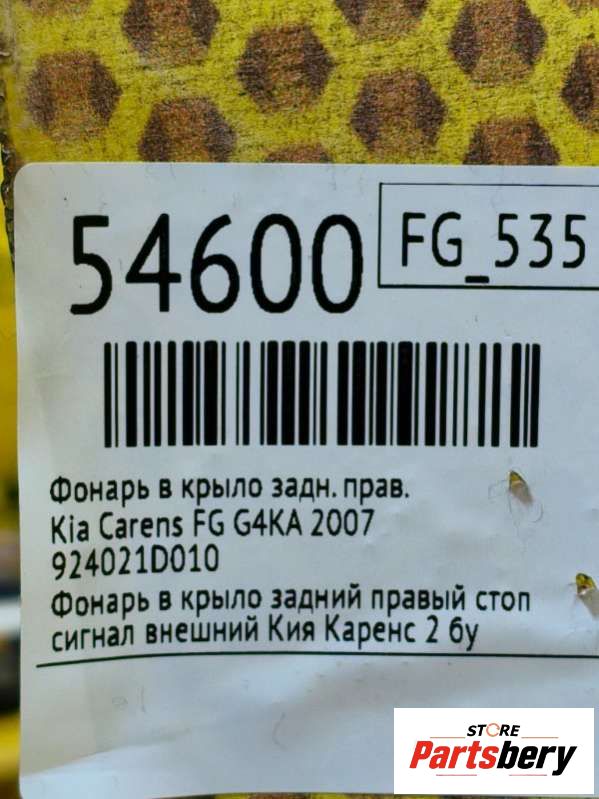 54600
FG_535
Фонарь в крыло задн. прав.
Kia Carens FG G4KA 2007
924021D010
Фонарь в крыло задний правый стоп
сигнал внешний Кия Каренс 2 бу
STORE
Partsbery